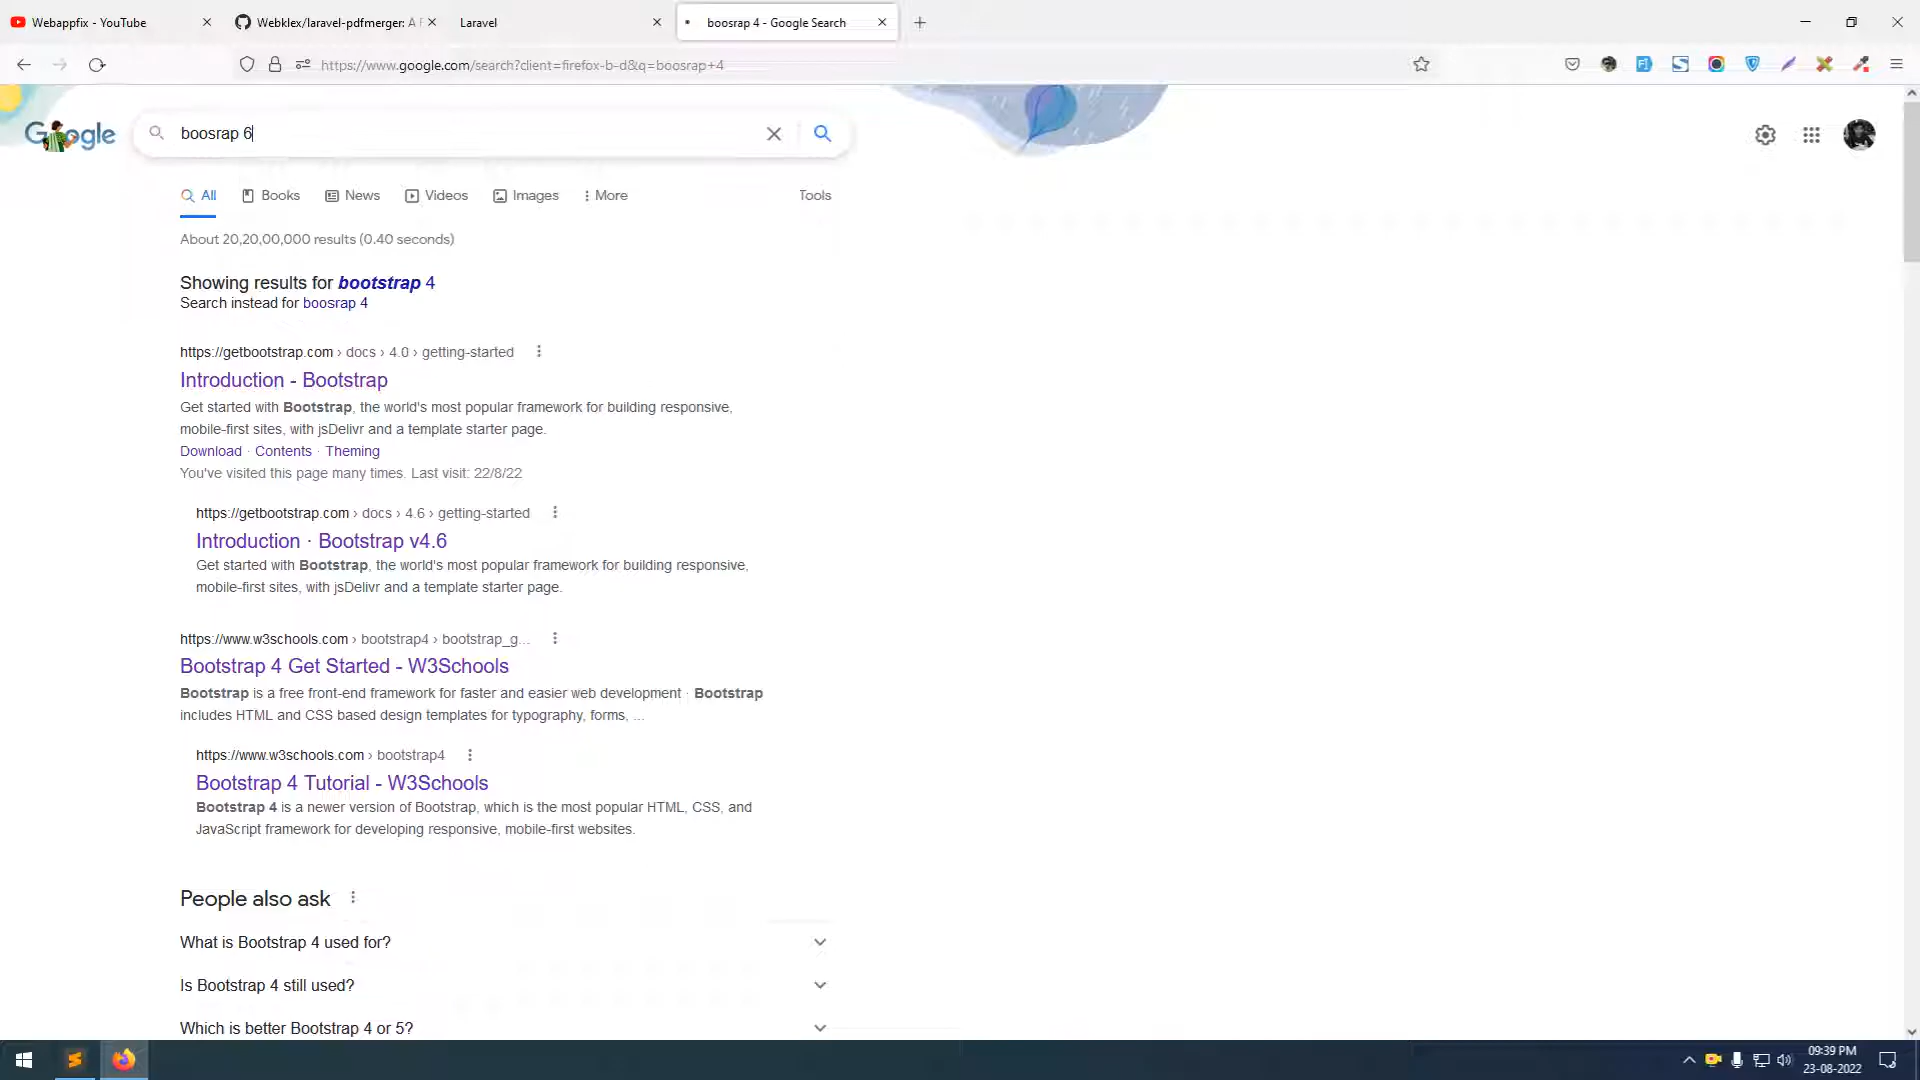 Webappfix - YouTube
Webklex/laravel-pdfmerger: A F
Laravel
boosrap 4 - Google Search
https://www.google.com/search?client=firefox-b-d&q=boosrap+4
Google
boosrap 6
All
Books
News
Videos
Images
More
Tools
About 20,20,00,000 results (0.40 seconds)
Showing results for bootstrap 4
Search instead for boosrap 4
https://getbootstrap.com › docs › 4.0 › getting-started
Introduction - Bootstrap
Get started with Bootstrap, the world's most popular framework for building responsive,
mobile-first sites, with jsDelivr and a template starter page.
Download · Contents · Theming
You've visited this page many times. Last visit: 22/8/22
https://getbootstrap.com › docs › 4.6 › getting-started
Introduction · Bootstrap v4.6
Get started with Bootstrap, the world's most popular framework for building responsive,
mobile-first sites, with jsDelivr and a template starter page.
https://www.w3schools.com › bootstrap4 › bootstrap_g...
Bootstrap 4 Get Started - W3Schools
Bootstrap is a free front-end framework for faster and easier web development · Bootstrap
includes HTML and CSS based design templates for typography, forms, ...
https://www.w3schools.com › bootstrap4
Bootstrap 4 Tutorial - W3Schools
Bootstrap 4 is a newer version of Bootstrap, which is the most popular HTML, CSS, and
JavaScript framework for developing responsive, mobile-first websites.
People also ask
What is Bootstrap 4 used for?
Is Bootstrap 4 still used?
Which is better Bootstrap 4 or 5?
09:39 PM
23-08-2022